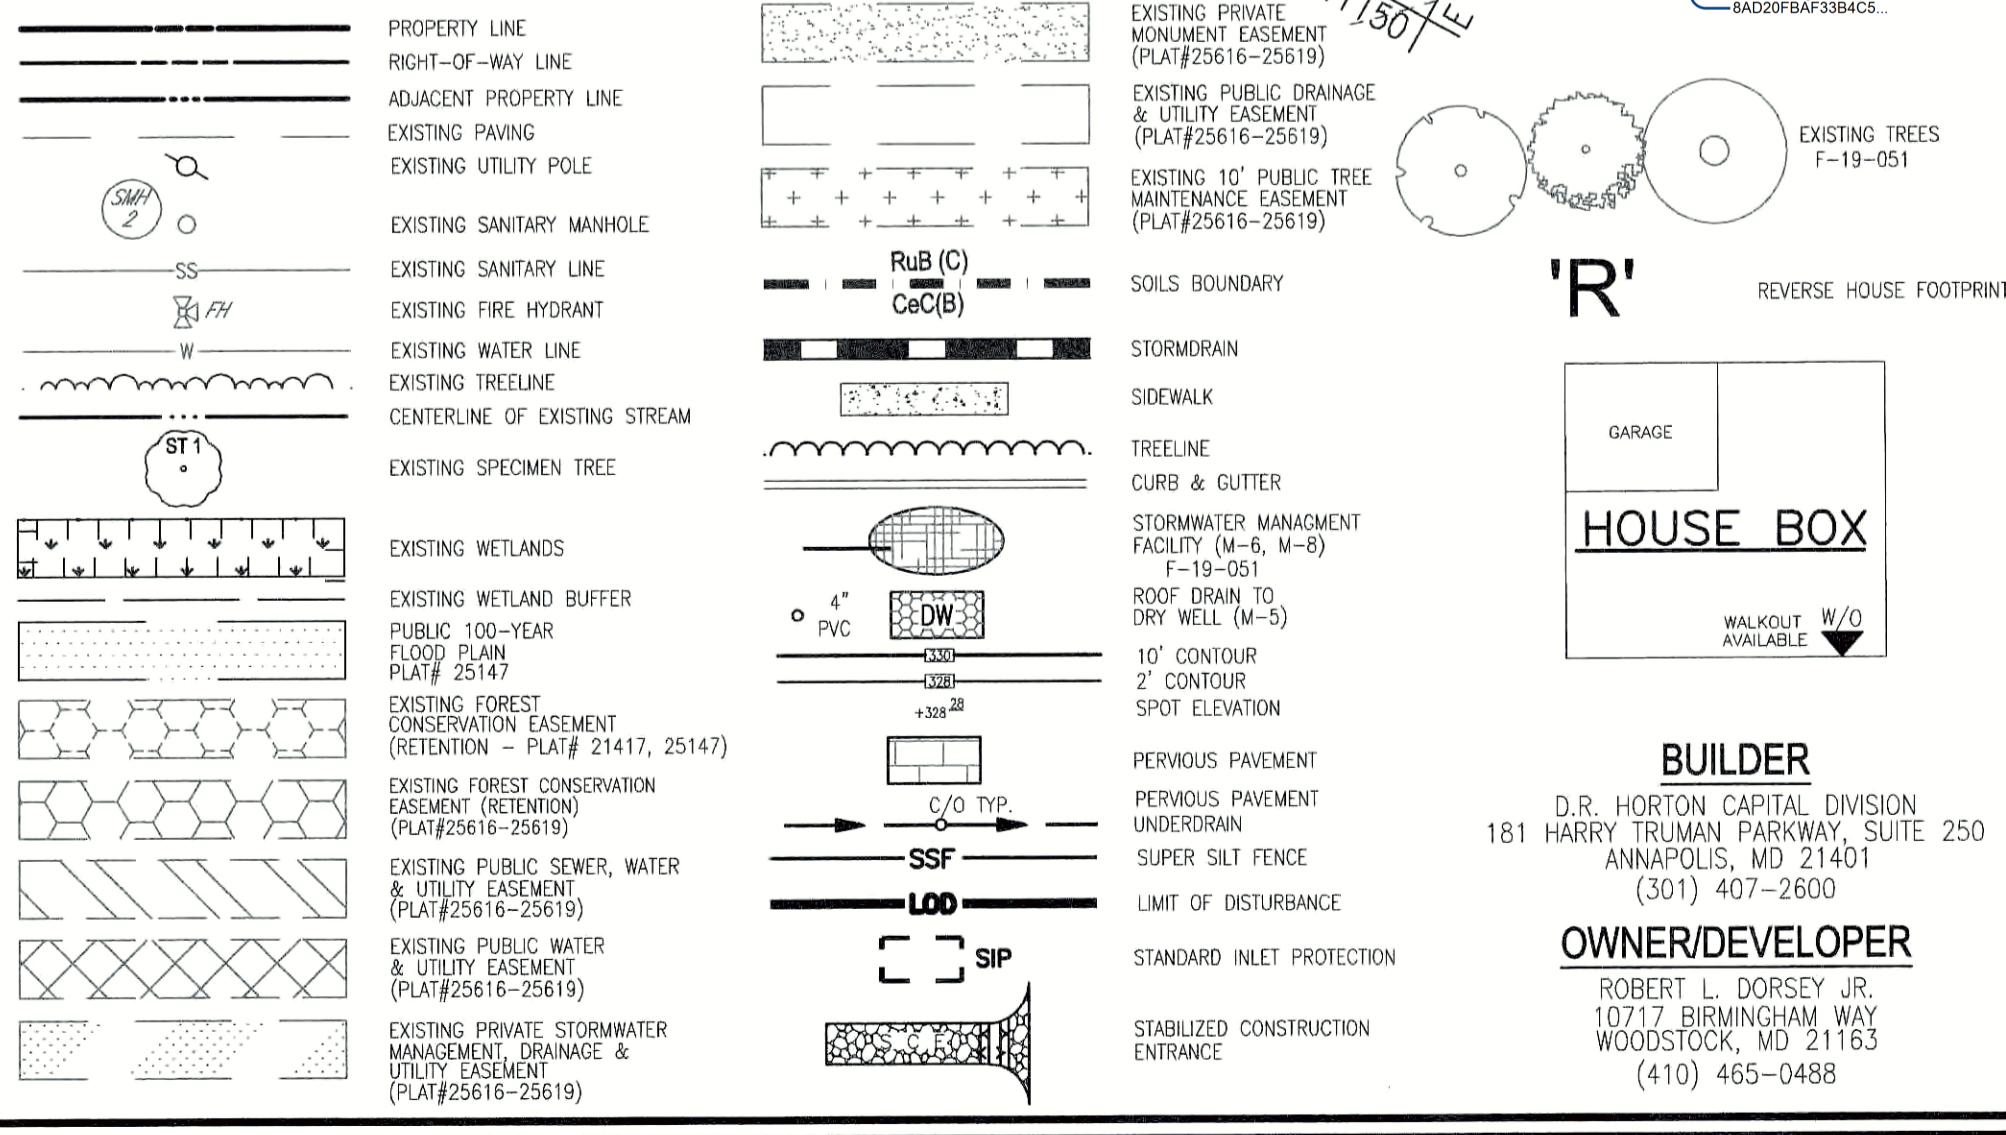 PROPERTY LINE
RIGHT-OF-WAY LINE
ADJACENT PROPERTY LINE
EXISTING PAVING
EXISTING UTILITY POLE
SMH
2
EXISTING SANITARY MANHOLE
SS
EXISTING SANITARY LINE
FH
EXISTING FIRE HYDRANT
W
EXISTING WATER LINE
EXISTING TREELINE
CENTERLINE OF EXISTING STREAM
ST 1
EXISTING SPECIMEN TREE
EXISTING WETLANDS
EXISTING WETLAND BUFFER
PUBLIC 100-YEAR
FLOOD PLAIN
PLAT# 25147
EXISTING FOREST
CONSERVATION EASEMENT
(RETENTION - PLAT# 21417, 25147)
EXISTING FOREST CONSERVATION
EASEMENT (RETENTION)
(PLAT#25616-25619)
EXISTING PUBLIC SEWER, WATER
& UTILITY EASEMENT
(PLAT#25616-25619)
EXISTING PUBLIC WATER
& UTILITY EASEMENT
(PLAT#25616-25619)
EXISTING PRIVATE STORMWATER
MANAGEMENT, DRAINAGE &
UTILITY EASEMENT
(PLAT#25616-25619)
EXISTING PRIVATE
MONUMENT EASEMENT
(PLAT#25616-25619)
EXISTING PUBLIC DRAINAGE
& UTILITY EASEMENT
(PLAT#25616-25619)
EXISTING 10' PUBLIC TREE
MAINTENANCE EASEMENT
(PLAT#25616-25619)
RuB (C)
CeC(B)
SOILS BOUNDARY
STORMDRAIN
SIDEWALK
TREELINE
CURB & GUTTER
STORMWATER MANAGMENT
FACILITY (M-6, M-8)
F-19-051
4"
PVC
DW
ROOF DRAIN TO
DRY WELL (M-5)
330
10' CONTOUR
328
2' CONTOUR
+328.28
SPOT ELEVATION
PERVIOUS PAVEMENT
C/O TYP.
PERVIOUS PAVEMENT
UNDERDRAIN
SSF
SUPER SILT FENCE
LOD
LIMIT OF DISTURBANCE
SIP
STANDARD INLET PROTECTION
S C E
STABILIZED CONSTRUCTION
ENTRANCE
150
E
8AD20FBAF33B4C5...
EXISTING TREES
F-19-051
'R'
REVERSE HOUSE FOOTPRINT
GARAGE
HOUSE BOX
WALKOUT
AVAILABLE
W/O
BUILDER
D.R. HORTON CAPITAL DIVISION
181 HARRY TRUMAN PARKWAY, SUITE 250
ANNAPOLIS, MD 21401
(301) 407-2600
OWNER/DEVELOPER
ROBERT L. DORSEY JR.
10717 BIRMINGHAM WAY
WOODSTOCK, MD 21163
(410) 465-0488